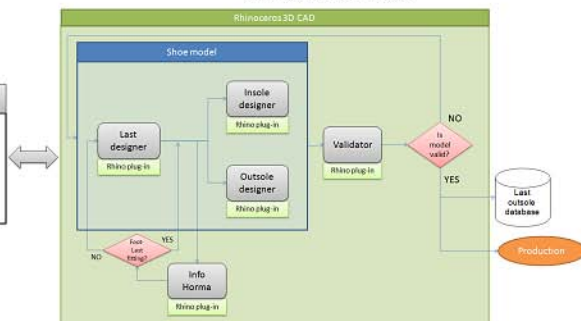 Rhinoceros 3D CAD
Shoe model
Insole
designer
Rhino plug-in
Last
designer
Rhino plug-in
Outsole
designer
Rhino plug-in
Validator
Rhino plug-in
NO
Is
model
valid?
YES
Last
outsole
database
Production
Foot-
Last
fitting?
YES
NO
Info
Horma
Rhino plug-in